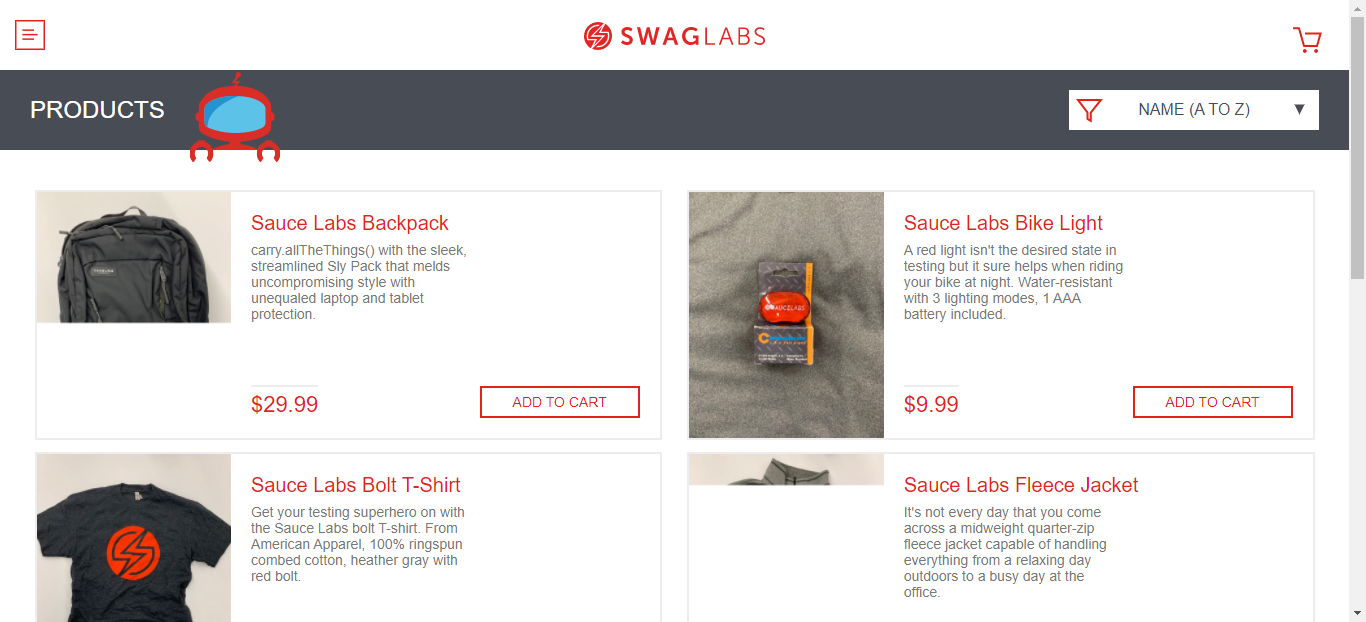 SWAGLABS
PRODUCTS
NAME (A TO Z)
Sauce Labs Backpack
carry.allTheThings() with the sleek,
streamlined Sly Pack that melds
uncompromising style with
unequaled laptop and tablet
protection.
$29.99
ADD TO CART
Sauce Labs Bike Light
A red light isn't the desired state in
testing but it sure helps when riding
your bike at night. Water-resistant
with 3 lighting modes, 1 AAA
battery included.
$9.99
ADD TO CART
Sauce Labs Bolt T-Shirt
Get your testing superhero on with
the Sauce Labs bolt T-shirt. From
American Apparel, 100% ringspun
combed cotton, heather gray with
red bolt.
Sauce Labs Fleece Jacket
It's not every day that you come
across a midweight quarter-zip
fleece jacket capable of handling
everything from a relaxing day
outdoors to a busy day at the
office.